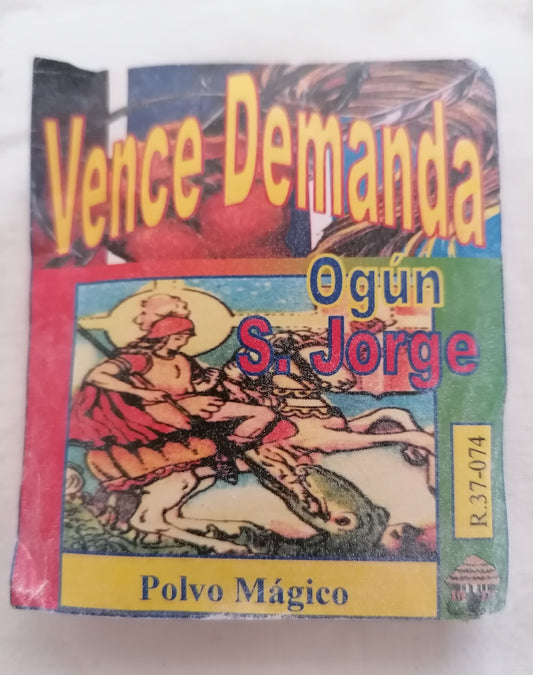 Vence Demanda
Ogún
S. Jorge
R.37-074
Polvo Mágico